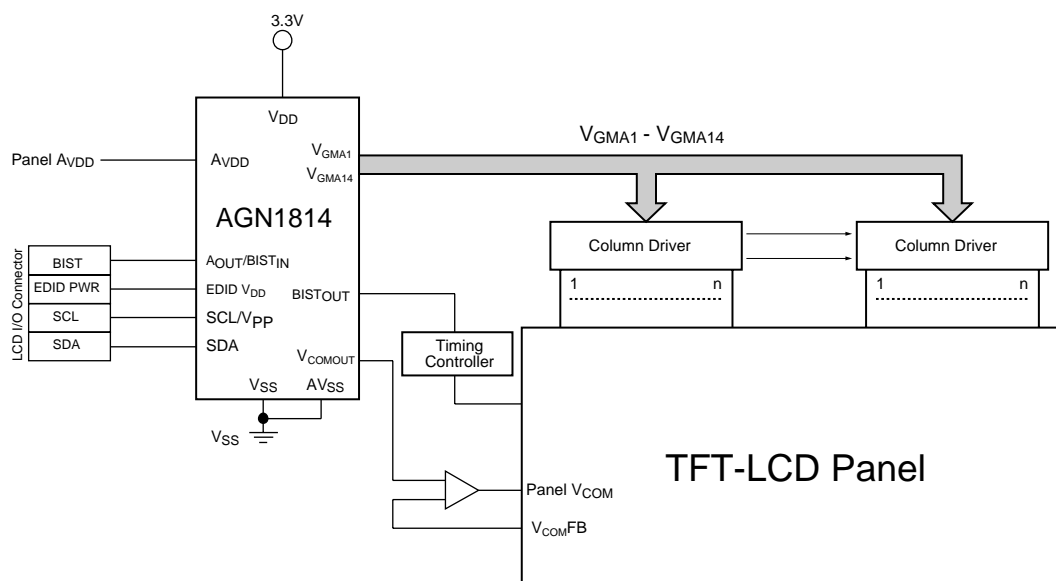 3.3V
VDD
Panel AVDD
AVDD
VGMA1
VGMA14
VGMA1 - VGMA14
AGN1814
Column Driver
Column Driver
1 n
1 n
LCD I/O Connector
BIST
EDID PWR
SCL
SDA
AOUT/BISTIN
EDID VDD
SCL/VPP
SDA
BISTOUT
VCOMOUT
VSS
AVSS
VSS
Timing
Controller
TFT-LCD Panel
Panel VCOM
VCOMFB